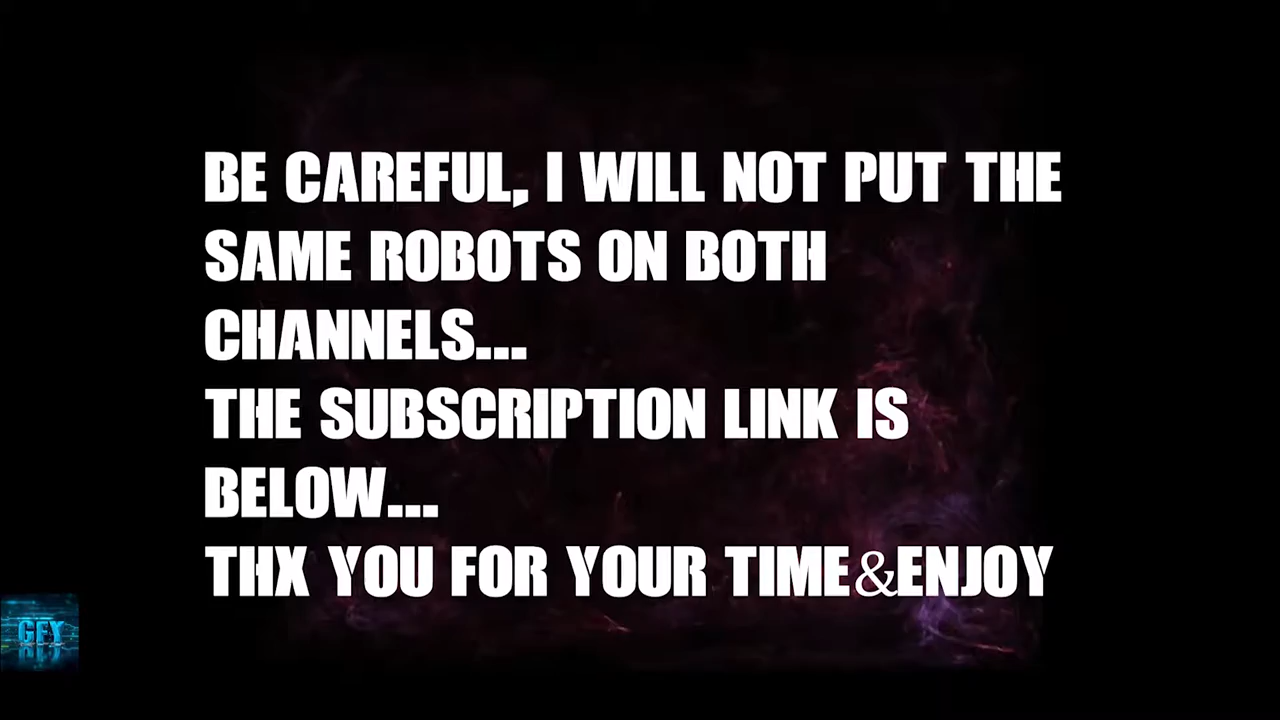 BE CAREFUL, I WILL NOT PUT THE
SAME ROBOTS ON BOTH
CHANNELS...
THE SUBSCRIPTION LINK IS
BELOW...
THX YOU FOR YOUR TIME&ENJOY
GFY